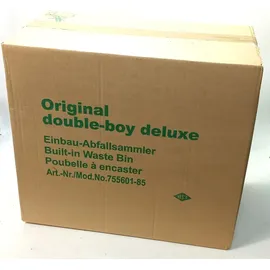 Original
double-boy deluxe
Einbau-Abfallsammler
Built-in Waste Bin
Poubelle à encaster
Art.-Nr./Mod.No.755601-85